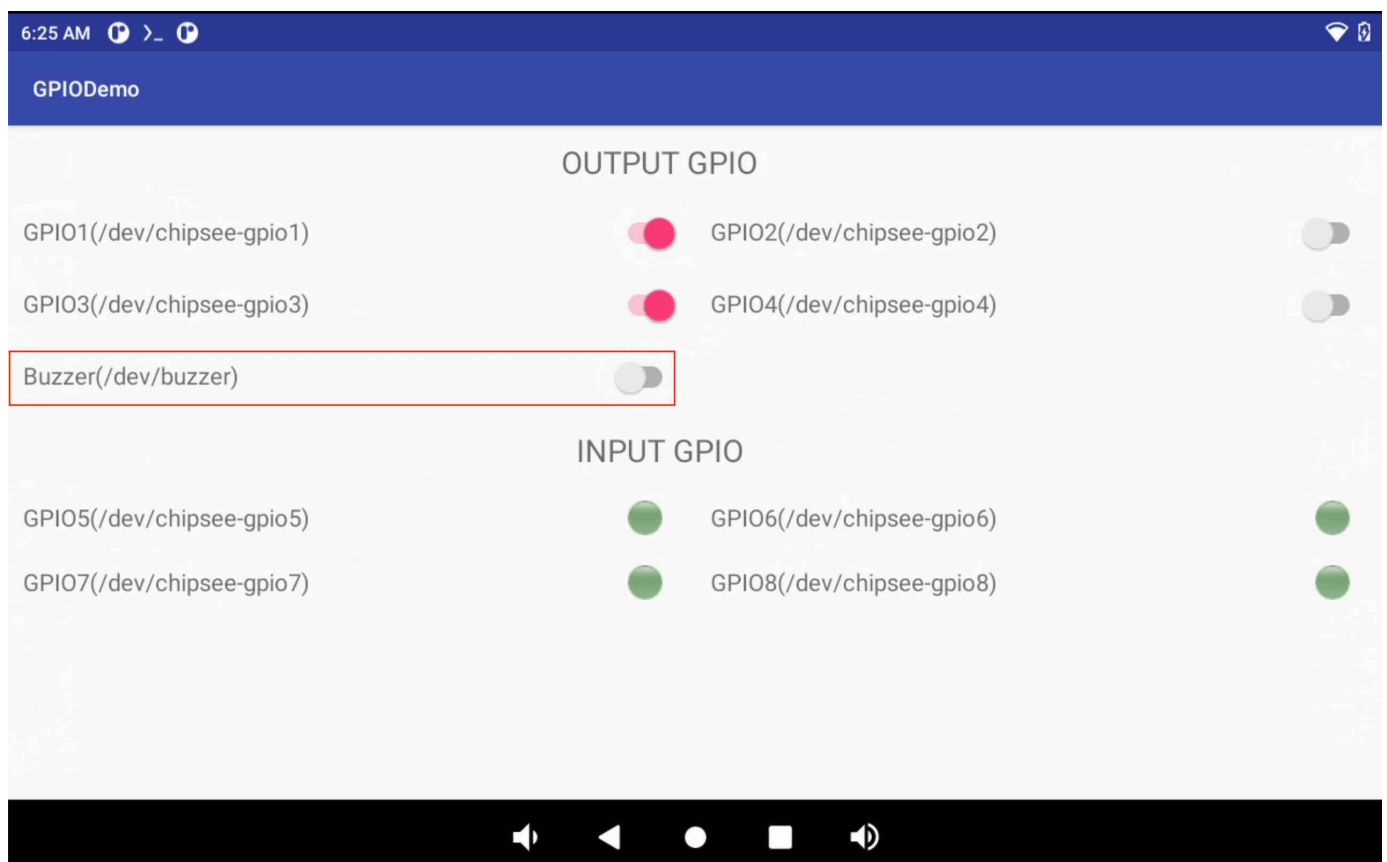 6:25 AM
GPIODemo
OUTPUT GPIO
GPIO1(/dev/chipsee-gpio1) GPIO2(/dev/chipsee-gpio2)
GPIO3(/dev/chipsee-gpio3) GPIO4(/dev/chipsee-gpio4)
Buzzer(/dev/buzzer)
INPUT GPIO
GPIO5(/dev/chipsee-gpio5) GPIO6(/dev/chipsee-gpio6)
GPIO7(/dev/chipsee-gpio7) GPIO8(/dev/chipsee-gpio8)